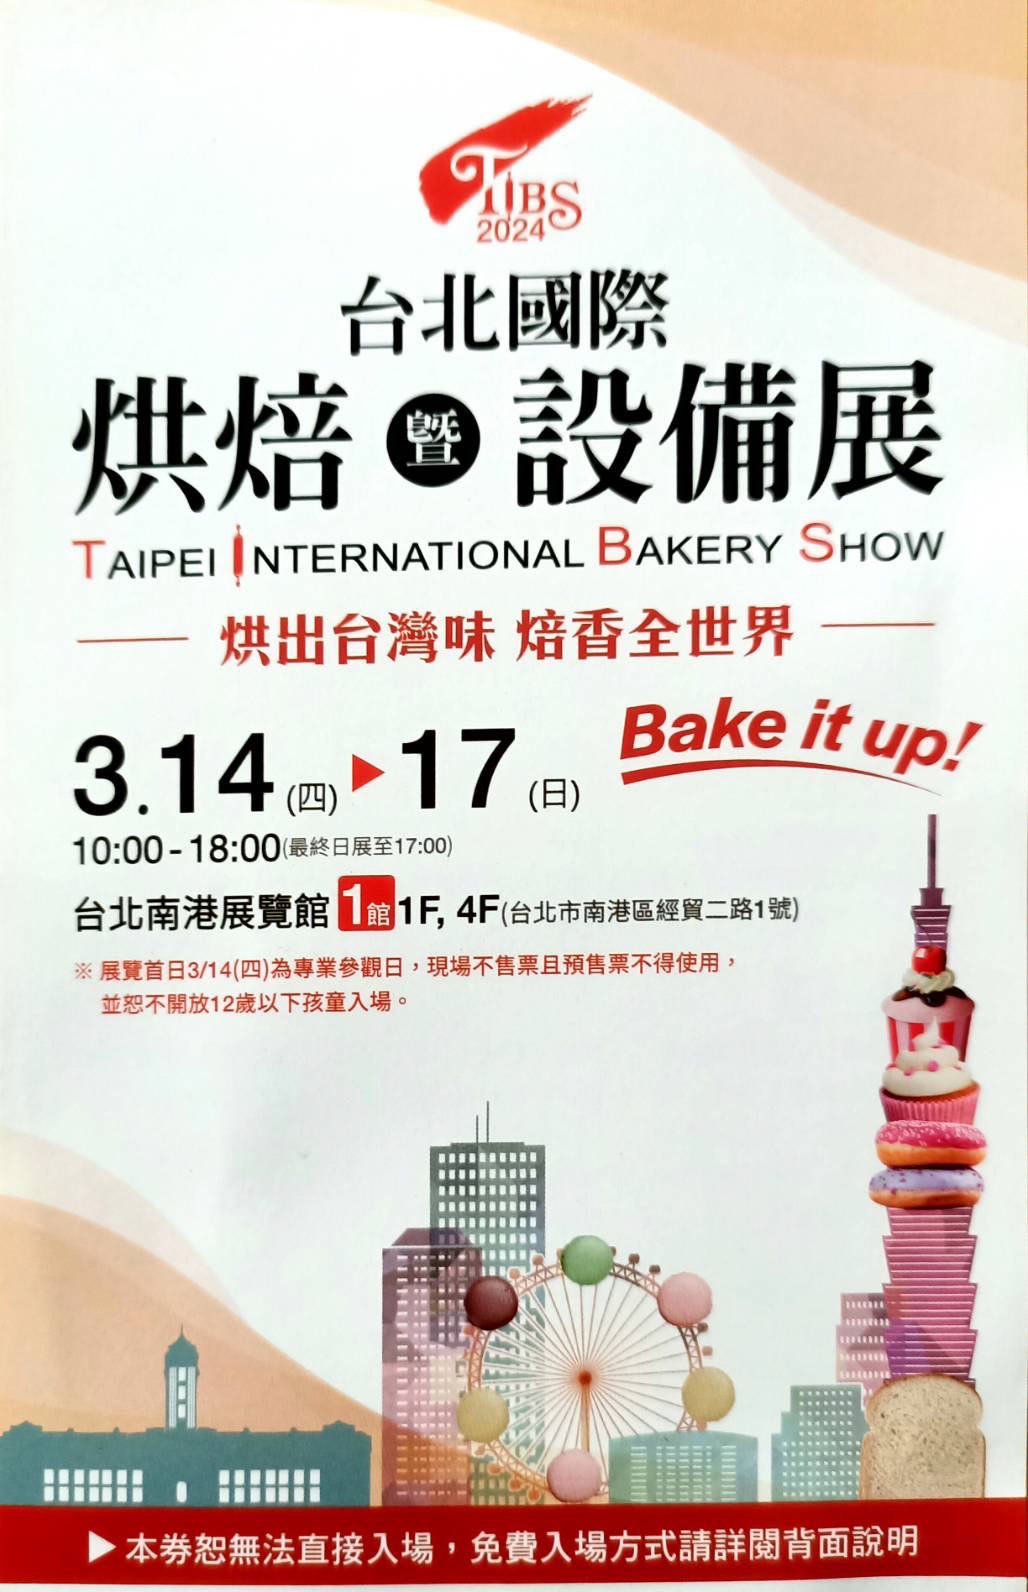 TIBS
2024
台北國際
烘焙暨設備展
TAIPEI INTERNATIONAL BAKERY SHOW
烘出台灣味 焙香全世界
Bake it up!
3.14(四)▶17(日)
10:00-18:00(最終日展至17:00)
台北南港展覽館1館1F, 4F(台北市南港區經貿二路1號)
※ 展覽首日3/14(四)為專業參觀日，現場不售票且預售票不得使用，
並恕不開放12歲以下孩童入場。
▶本券恕無法直接入場，免費入場方式請詳閱背面說明